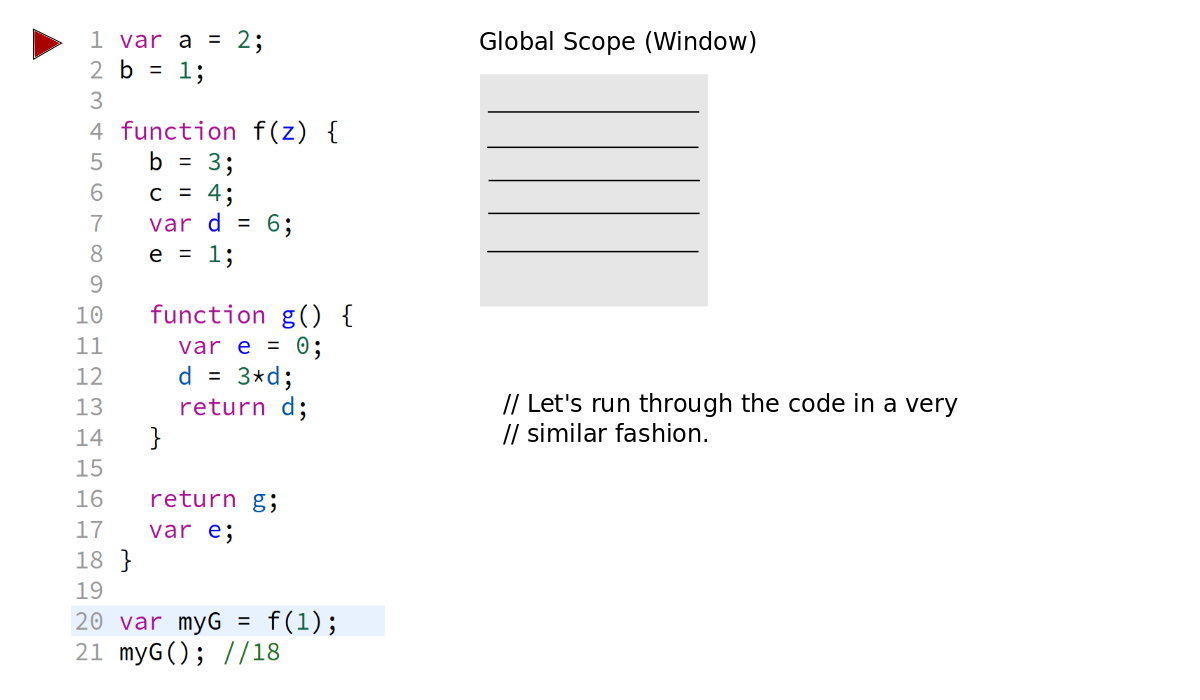 1 var a = 2;
2 b = 1;
3
4 function f(z) {
5 b = 3;
6 c = 4;
7 var d = 6;
8 e = 1;
9
10 function g() {
11 var e = 0;
12 d = 3*d;
13 return d;
14 }
15
16 return g;
17 var e;
18 }
19
20 var myG = f(1);
21 myG(); //18
Global Scope (Window)
// Let's run through the code in a very
// similar fashion.